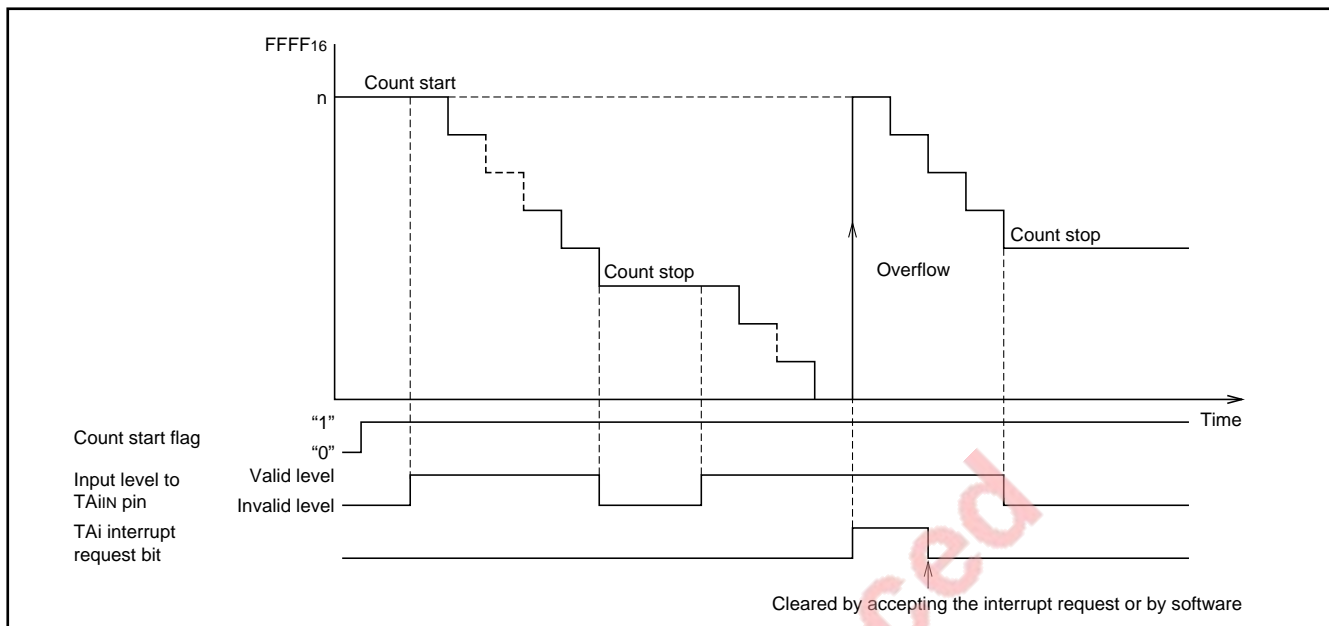 FFFF16
Count start
n
Count stop
Count stop
Overflow
Time
Count start flag
“1”
“0”
Input level to
TAiIN pin
Valid level
Invalid level
TAi interrupt
request bit
Cleared by accepting the interrupt request or by software
ced